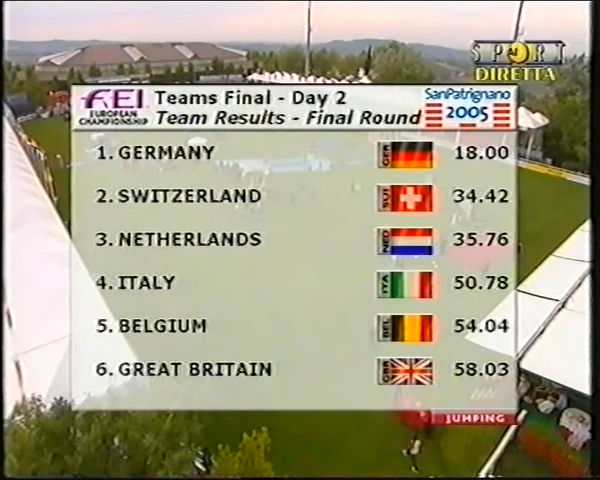 SPORT
DIRETTA
FEI
EUROPEAN
CHAMPIONSHIP
Teams Final - Day 2
Team Results - Final Round
SanPatrignano
2005
1. GERMANY GER 18.00
2. SWITZERLAND SUI 34.42
3. NETHERLANDS NED 35.76
4. ITALY ITA 50.78
5. BELGIUM BEL 54.04
6. GREAT BRITAIN GBR 58.03
JUMPING